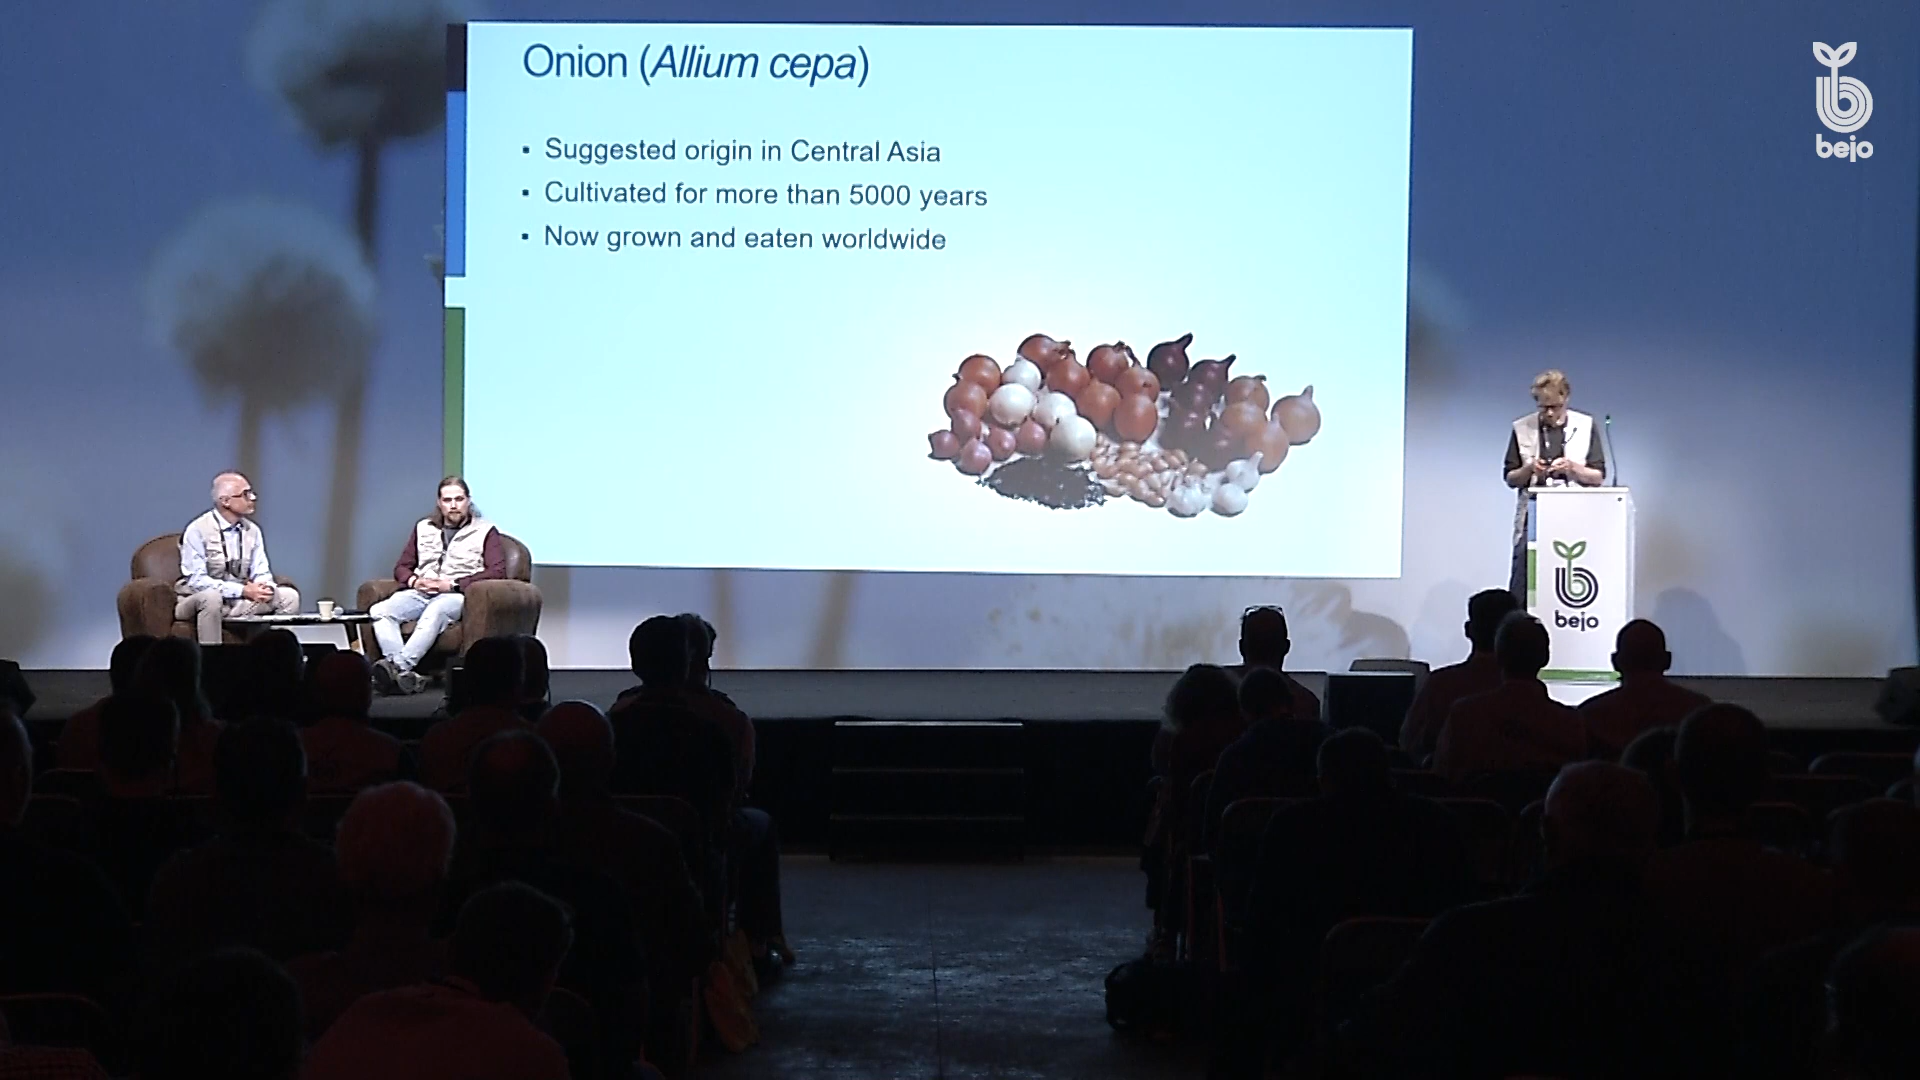 Onion (Allium cepa)
▪ Suggested origin in Central Asia
▪ Cultivated for more than 5000 years
▪ Now grown and eaten worldwide
bejo
bejo